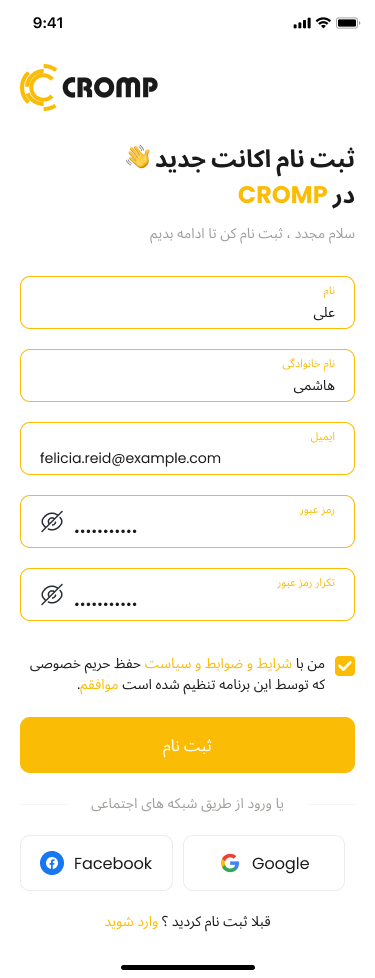 9:41
CROMP
ثبت نام اکانت جدید 👋
در CROMP
سلام مجدد ، ثبت نام کن تا ادامه بدیم
نام
علی
نام خانوادگی
هاشمی
ایمیل
felicia.reid@example.com
رمز عبور
...........
تکرار رمز عبور
...........
من با شرایط و ضوابط و سیاست حفظ حریم خصوصی
که توسط این برنامه تنظیم شده است موافقم.
ثبت نام
یا ورود از طریق شبکه های اجتماعی
Facebook
Google
قبلا ثبت نام کردید ؟ وارد شوید